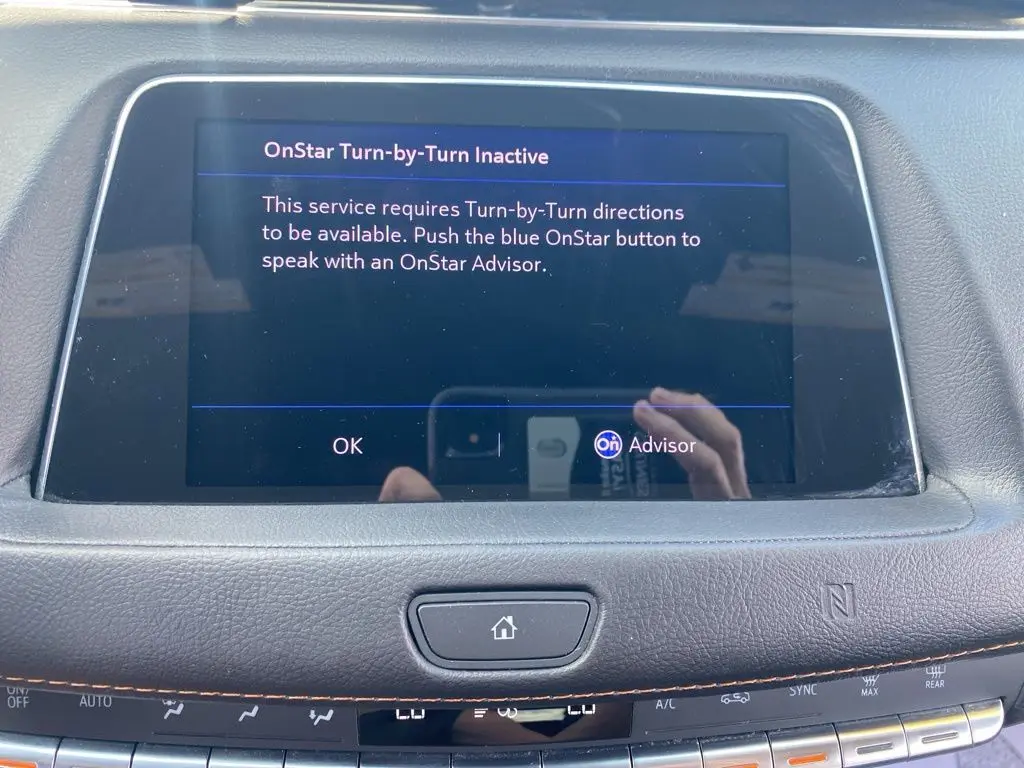 OnStar Turn-by-Turn Inactive
This service requires Turn-by-Turn directions
to be available. Push the blue OnStar button to
speak with an OnStar Advisor.
OK
On Advisor
ON/
OFF
AUTO
A/C
SYNC
MAX
REAR